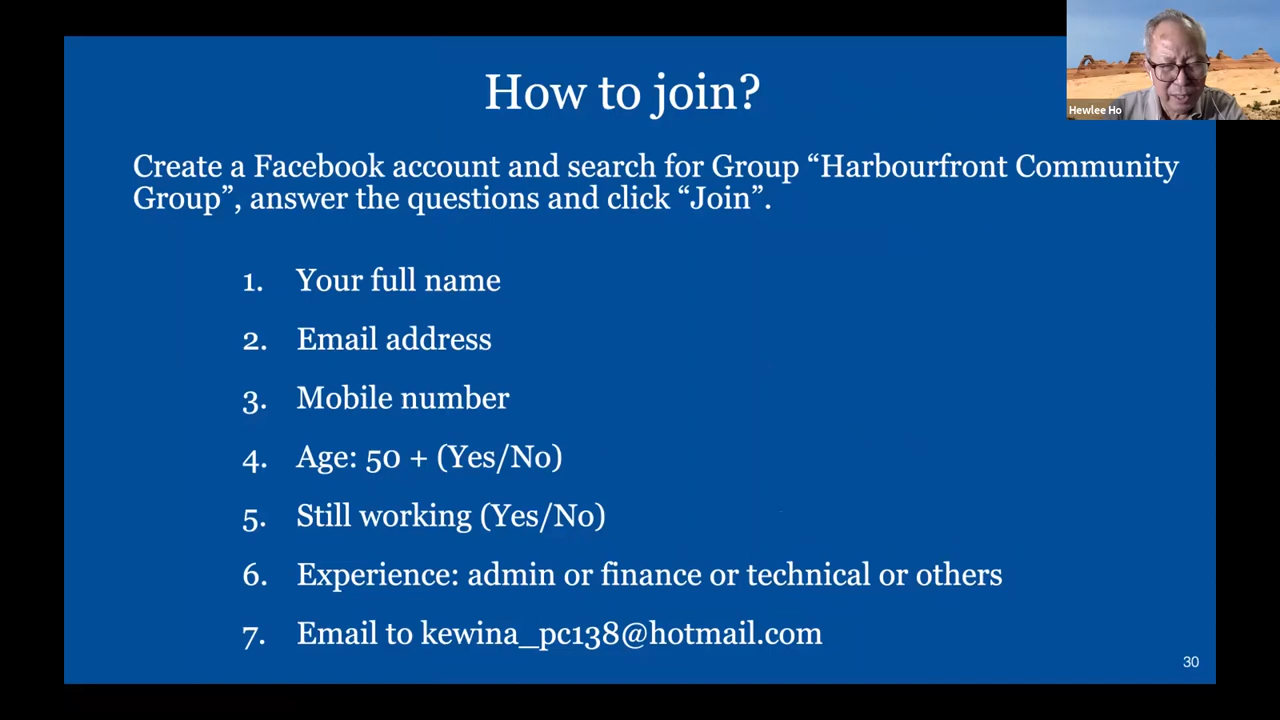 How to join?
Hewlee Ho
Create a Facebook account and search for Group “Harbourfront Community
Group”, answer the questions and click “Join”.
1. Your full name
2. Email address
3. Mobile number
4. Age: 50 + (Yes/No)
5. Still working (Yes/No)
6. Experience: admin or finance or technical or others
7. Email to kewina_pc138@hotmail.com
30